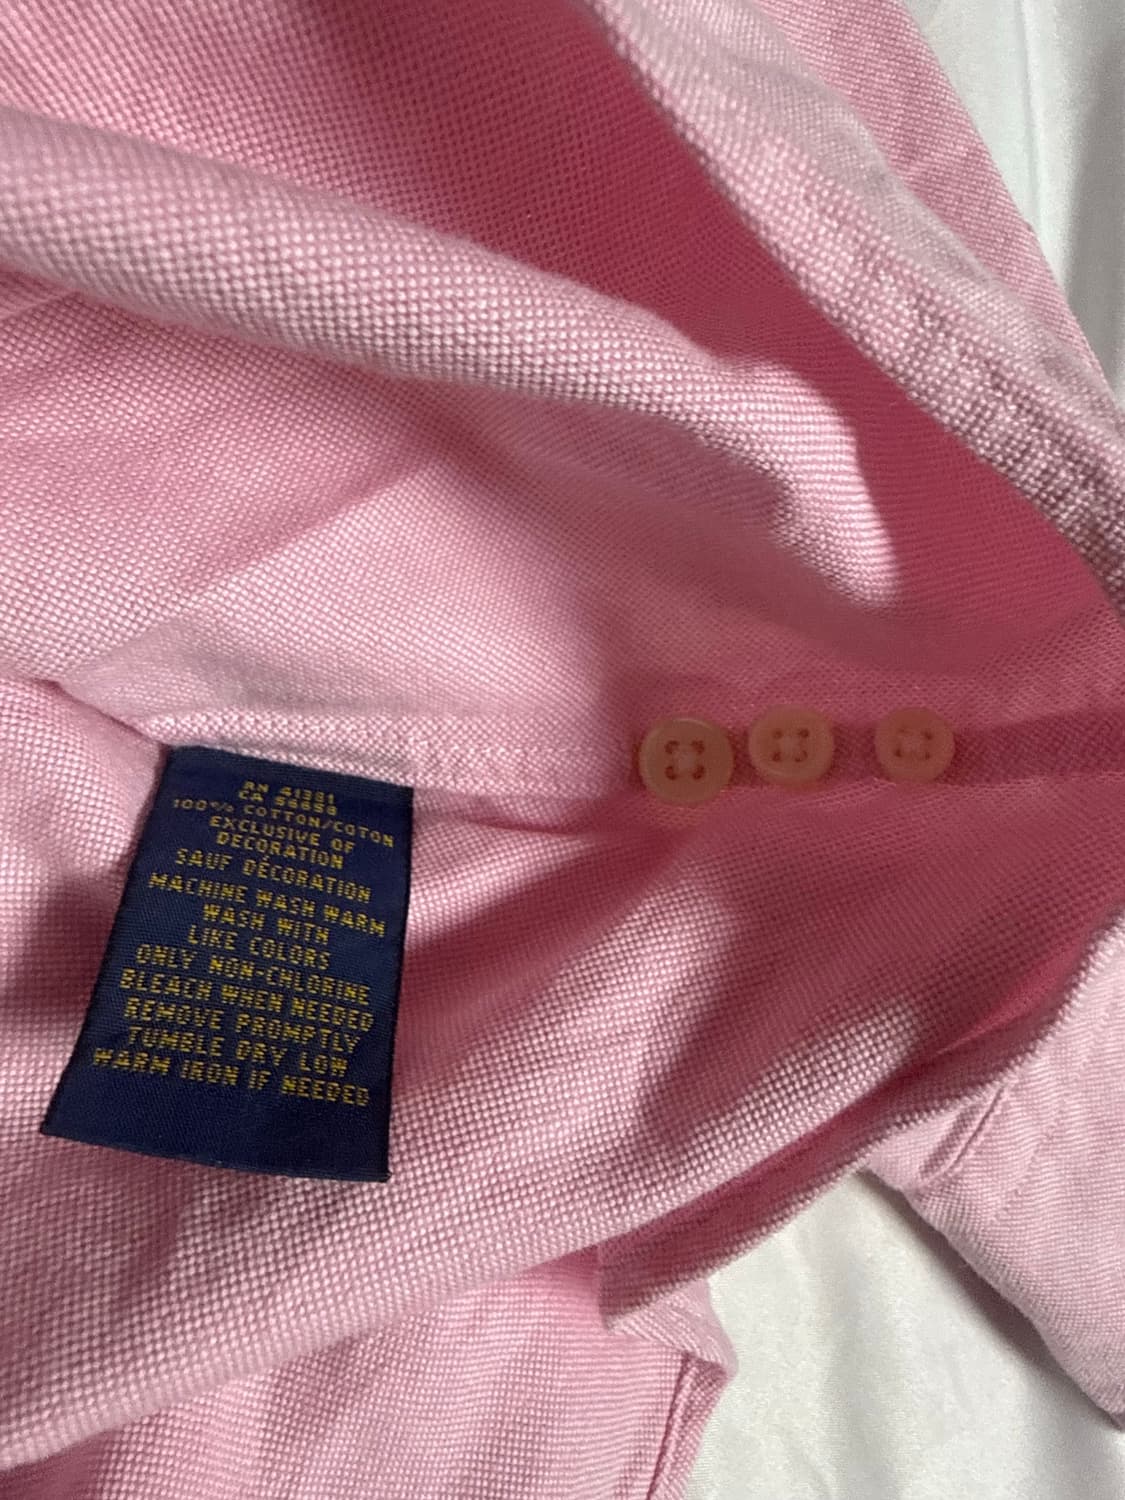 RN 41381
CA 56858
100% COTTON/COTON
EXCLUSIVE OF
DECORATION
SAUF DÉCORATION
MACHINE WASH WARM
WASH WITH
LIKE COLORS
ONLY NON-CHLORINE
BLEACH WHEN NEEDED
REMOVE PROMPTLY
TUMBLE DRY LOW
WARM IRON IF NEEDED